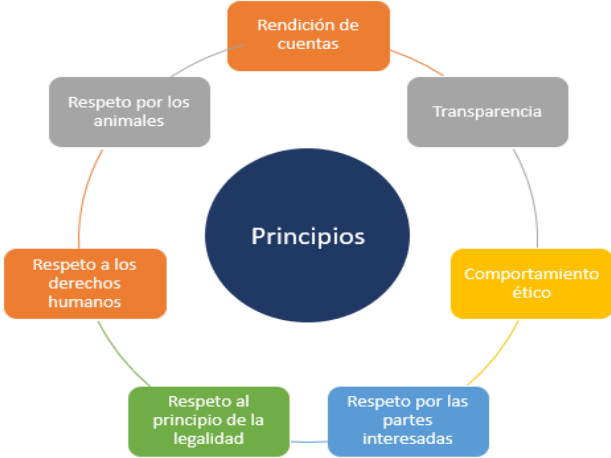 Rendición de
cuentas
Transparencia
Comportamiento
ético
Respeto por las
partes
interesadas
Respeto al
principio de la
legalidad
Respeto a los
derechos
humanos
Respeto por los
animales
Principios